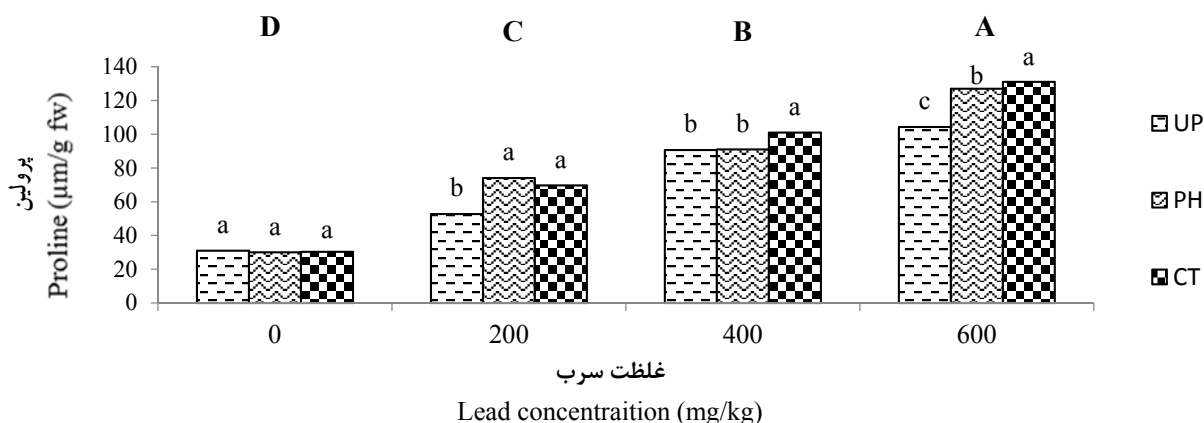 D C B A
140
120
100
80
60
40
20
0
پرولین
Proline (µm/g fw)
a a a
b a a
b b a
c b a
0 200 400 600
غلظت سرب
Lead concentraition (mg/kg)
UP
PH
CT